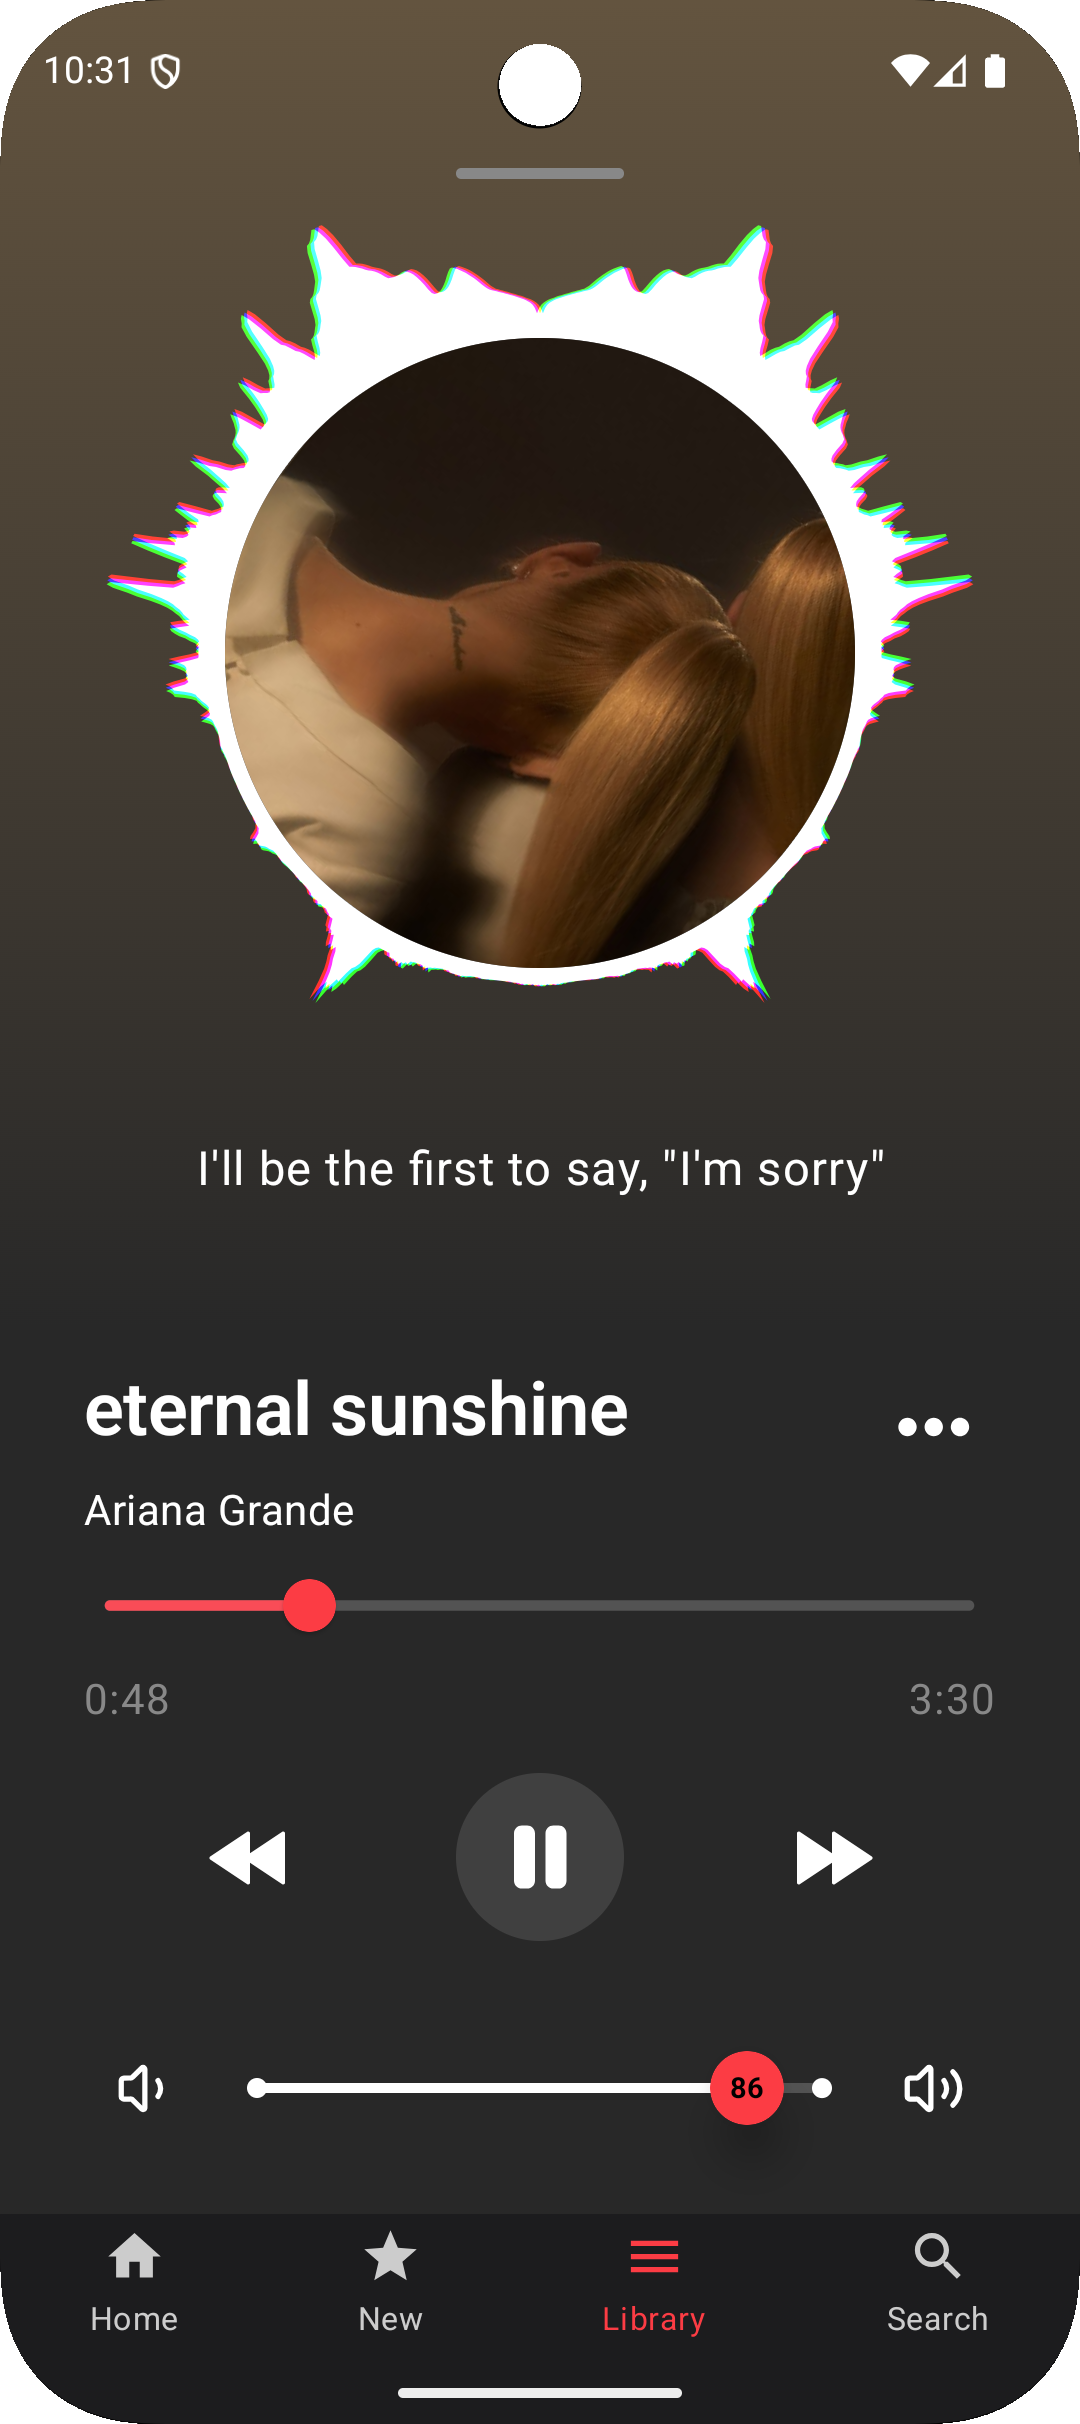 10:31
I'll be the first to say, "I'm sorry"
eternal sunshine
Ariana Grande
0:48 3:30
86
Home New Library Search